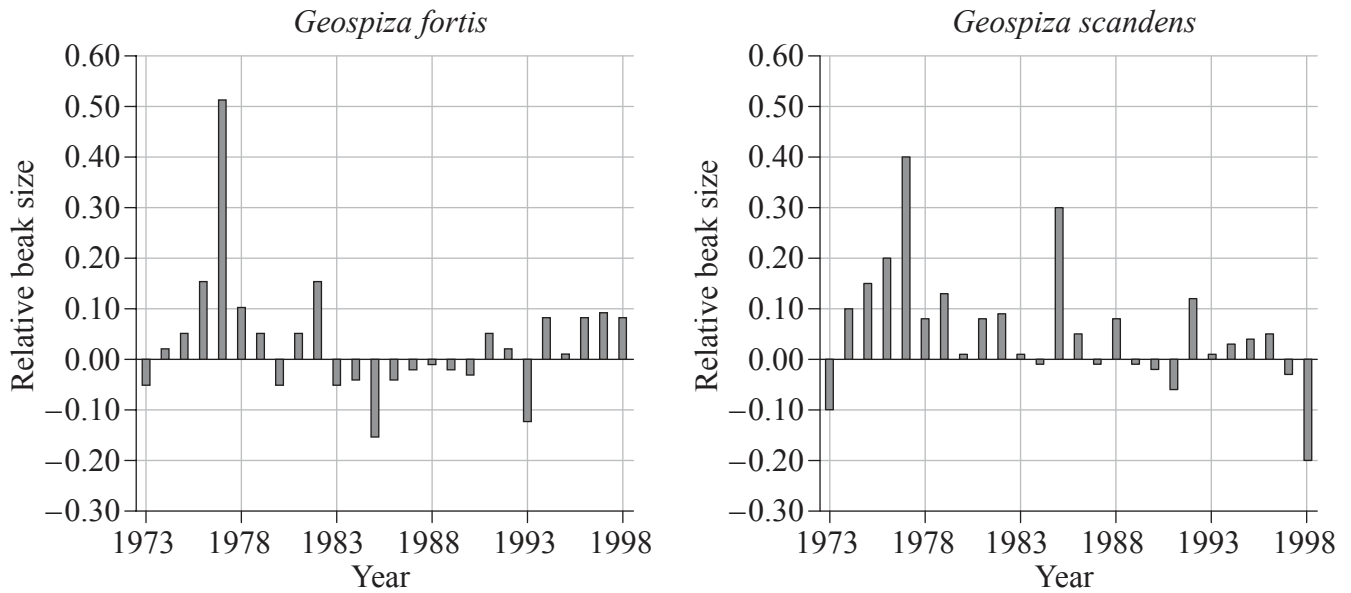 Geospiza fortis
0.60
0.50
0.40
0.30
0.20
0.10
0.00
−0.10
−0.20
−0.30
Relative beak size
1973 1978 1983 1988 1993 1998
Year
Geospiza scandens
0.60
0.50
0.40
0.30
0.20
0.10
0.00
−0.10
−0.20
−0.30
Relative beak size
1973 1978 1983 1988 1993 1998
Year